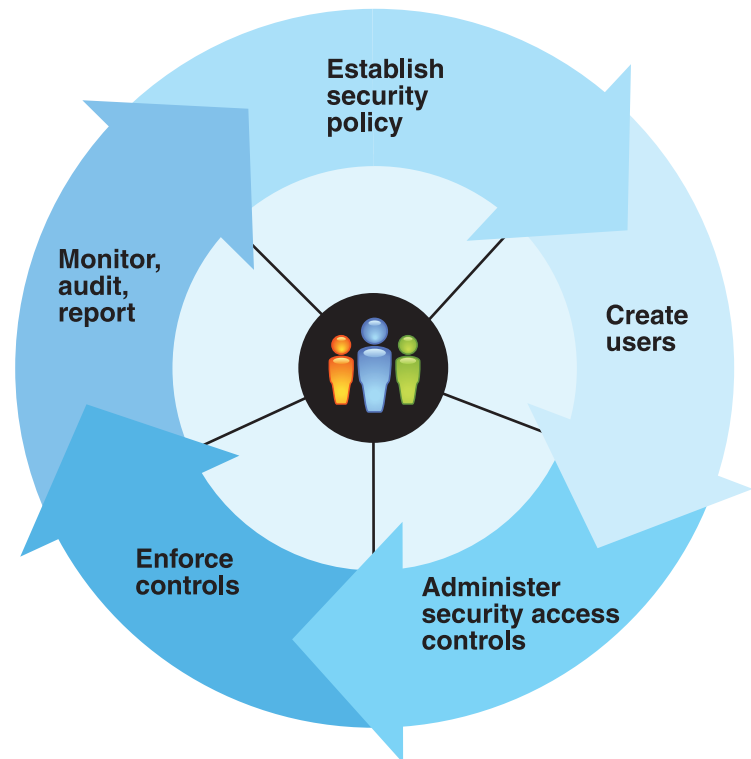 Establish
security
policy
Create
users
Administer
security access
controls
Enforce
controls
Monitor,
audit,
report